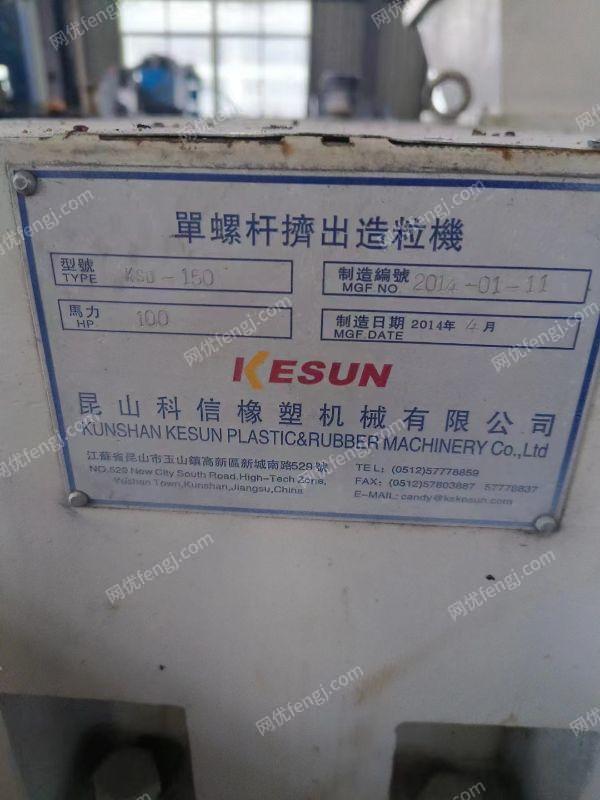 單螺杆擠出造粒機
型號 TYPE KSD-150
制造編號 MGF.NO 2014-01-11
馬力 HP 100
制造日期 MGF.DATE 2014年 4月
KESUN
昆山科信橡塑机械有限公司
KUNSHAN KESUN PLASTIC&RUBBER MACHINERY Co.,Ltd
江蘇省昆山市玉山鎮高新區新城南路529號
NO.529 New City South Road,High-Tech Zone,
Yushan Town,Kunshan,Jiangsu,China
TEL: (0512)57778859
FAX: (0512)57803887 57778837
E-MAIL: candy@kskesun.com
网优fengj.com